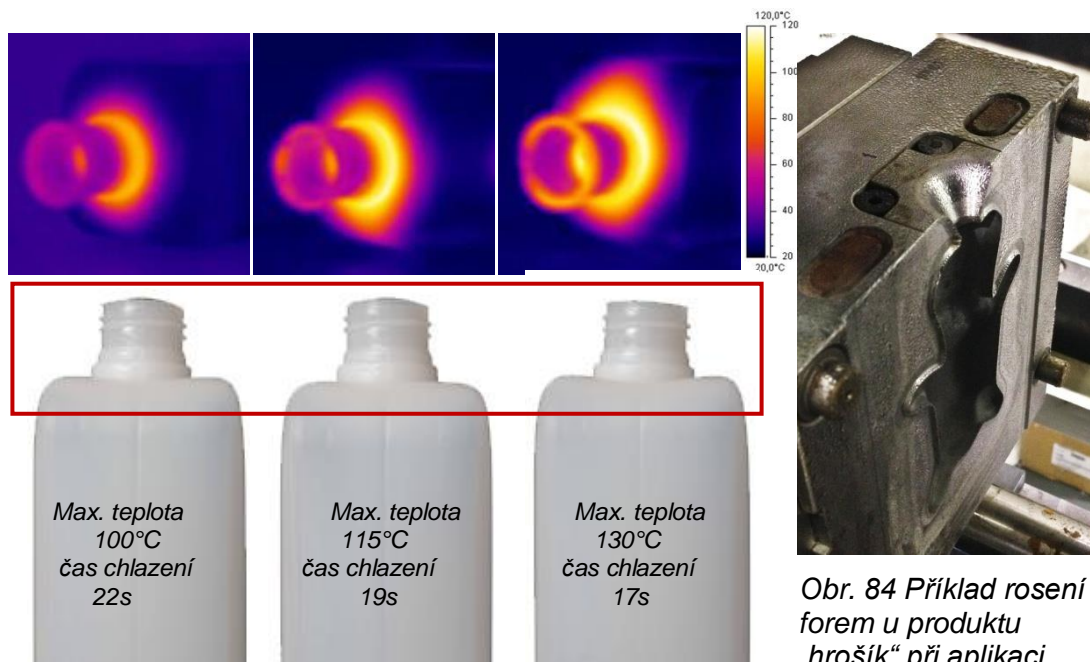 120,0°C
120
100
80
60
40
20
20,0°C
Max. teplota
100°C
čas chlazení
22s
Max. teplota
115°C
čas chlazení
19s
Max. teplota
130°C
čas chlazení
17s
Obr. 84 Příklad rosení
forem u produktu
„hrošík“ při aplikaci